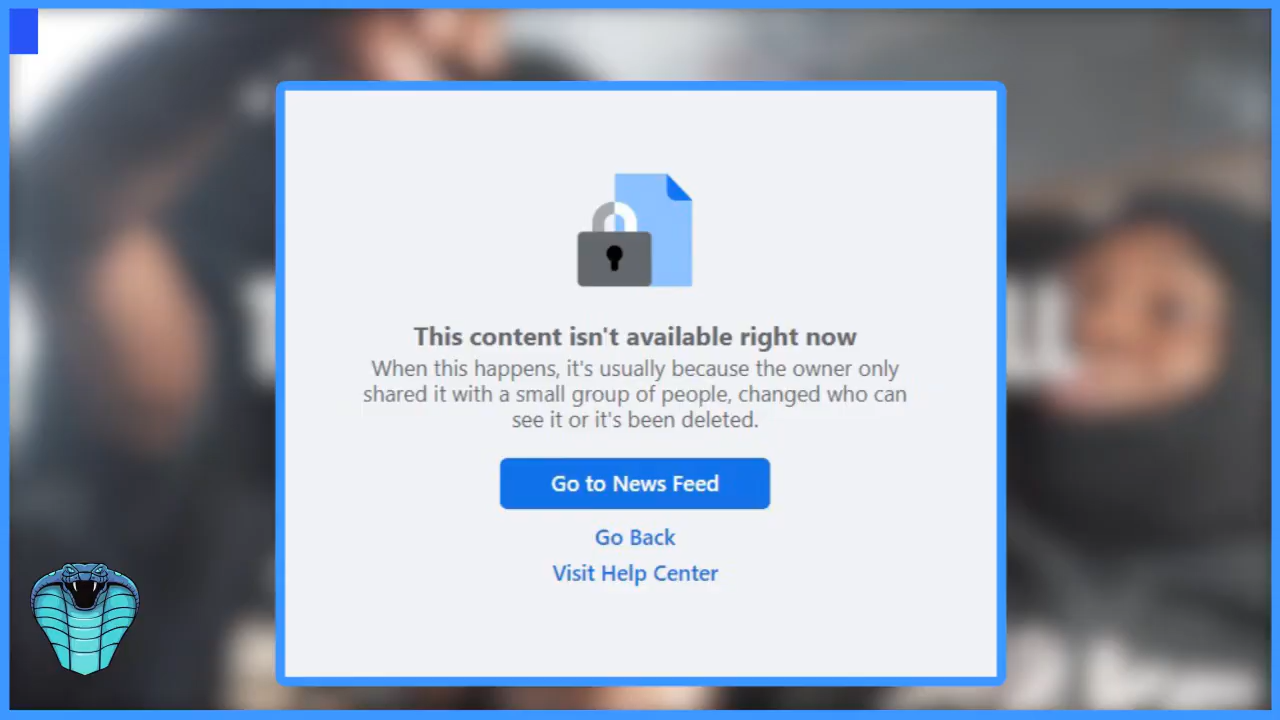 This content isn't available right now
When this happens, it's usually because the owner only
shared it with a small group of people, changed who can
see it or it's been deleted.
Go to News Feed
Go Back
Visit Help Center